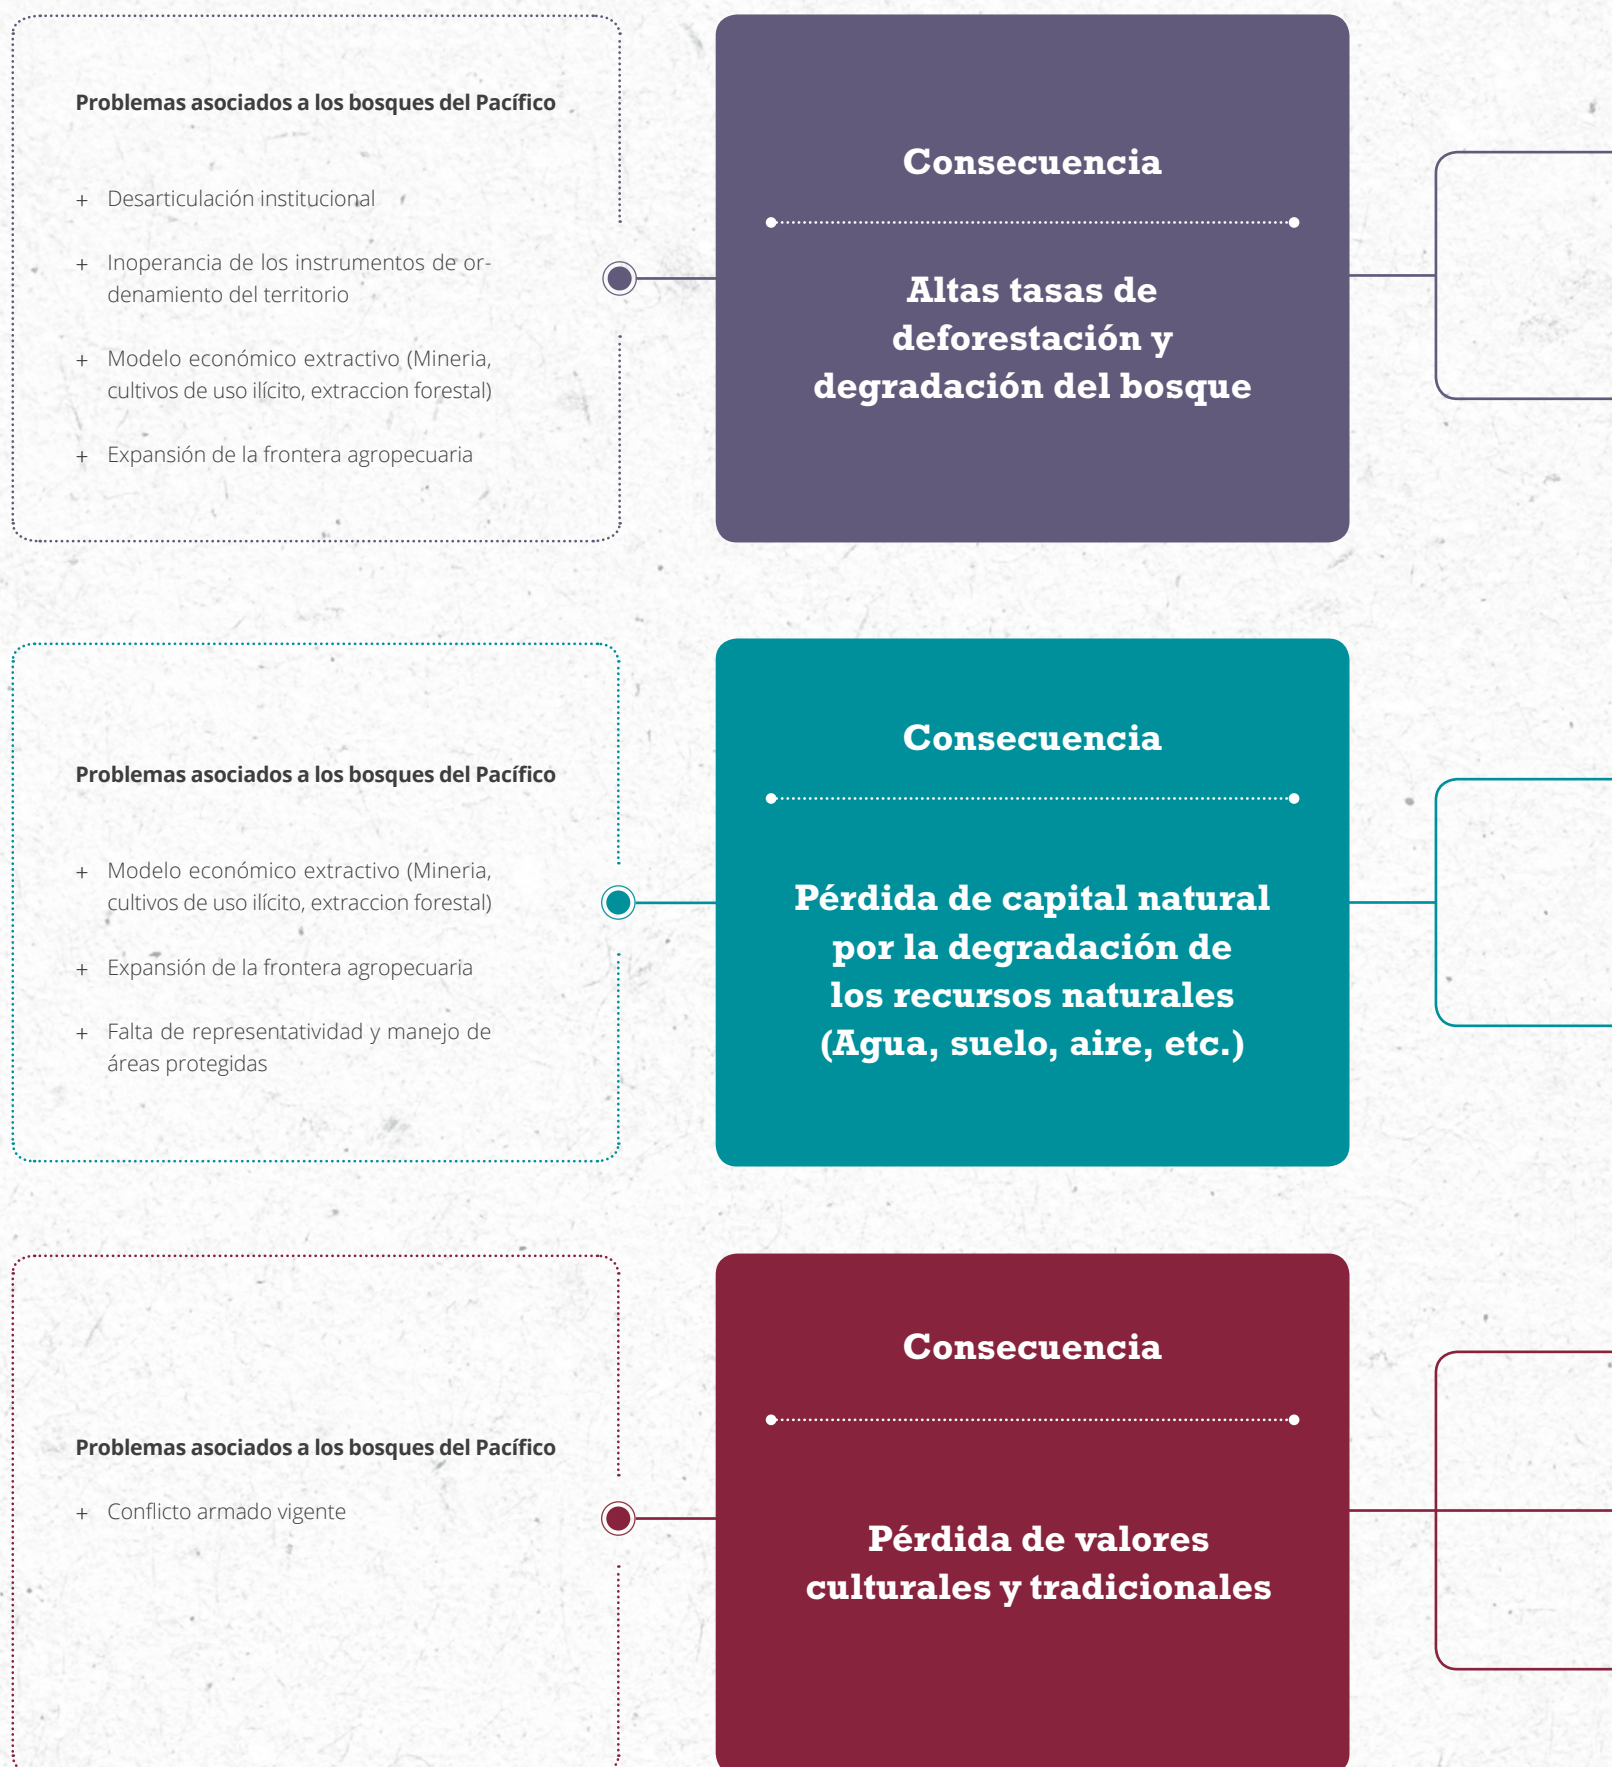 Problemas asociados a los bosques del Pacífico
+ Desarticulación institucional
+ Inoperancia de los instrumentos de or-
denamiento del territorio
+ Modelo económico extractivo (Mineria,
cultivos de uso ilícito, extraccion forestal)
+ Expansión de la frontera agropecuaria
Consecuencia
Altas tasas de
deforestación y
degradación del bosque
Problemas asociados a los bosques del Pacífico
+ Modelo económico extractivo (Mineria,
cultivos de uso ilícito, extraccion forestal)
+ Expansión de la frontera agropecuaria
+ Falta de representatividad y manejo de
áreas protegidas
Consecuencia
Pérdida de capital natural
por la degradación de
los recursos naturales
(Agua, suelo, aire, etc.)
Problemas asociados a los bosques del Pacífico
+ Conflicto armado vigente
Consecuencia
Pérdida de valores
culturales y tradicionales